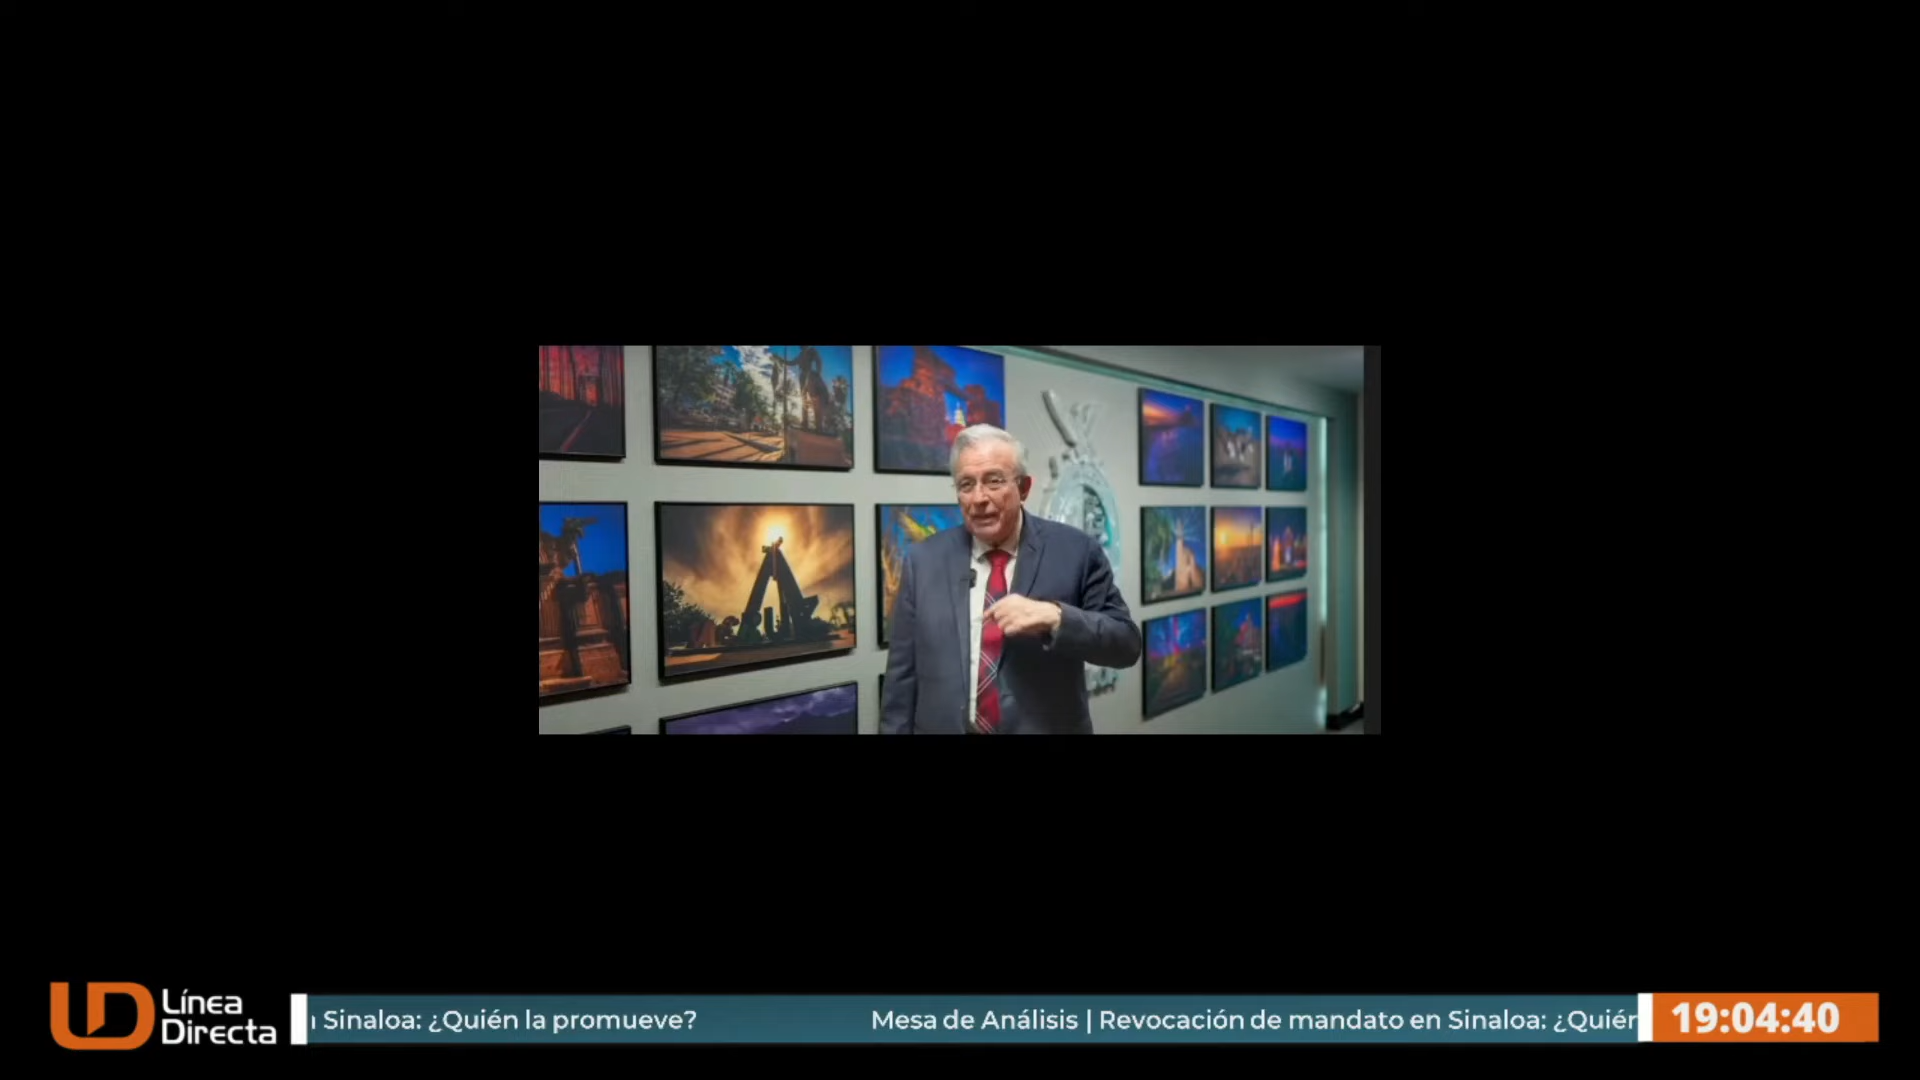 Línea
Directa
Sinaloa: ¿Quién la promueve?
Mesa de Análisis | Revocación de mandato en Sinaloa: ¿Quién
19:04:40